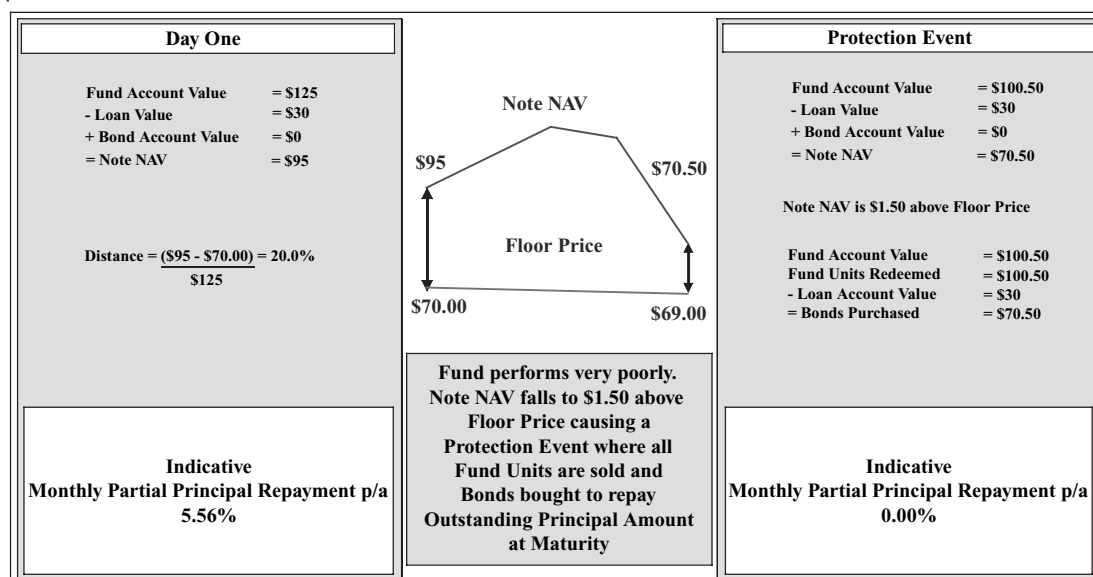 Day One
Fund Account Value = $125
- Loan Value = $30
+ Bond Account Value = $0
= Note NAV = $95
Distance = ($95 - $70.00) = 20.0%
$125
Indicative
Monthly Partial Principal Repayment p/a
5.56%
Note NAV
$95
$70.50
Floor Price
$70.00
$69.00
Fund performs very poorly.
Note NAV falls to $1.50 above
Floor Price causing a
Protection Event where all
Fund Units are sold and
Bonds bought to repay
Outstanding Principal Amount
at Maturity
Protection Event
Fund Account Value = $100.50
- Loan Value = $30
+ Bond Account Value = $0
= Note NAV = $70.50
Note NAV is $1.50 above Floor Price
Fund Account Value = $100.50
Fund Units Redeemed = $100.50
- Loan Account Value = $30
= Bonds Purchased = $70.50
Indicative
Monthly Partial Principal Repayment p/a
0.00%